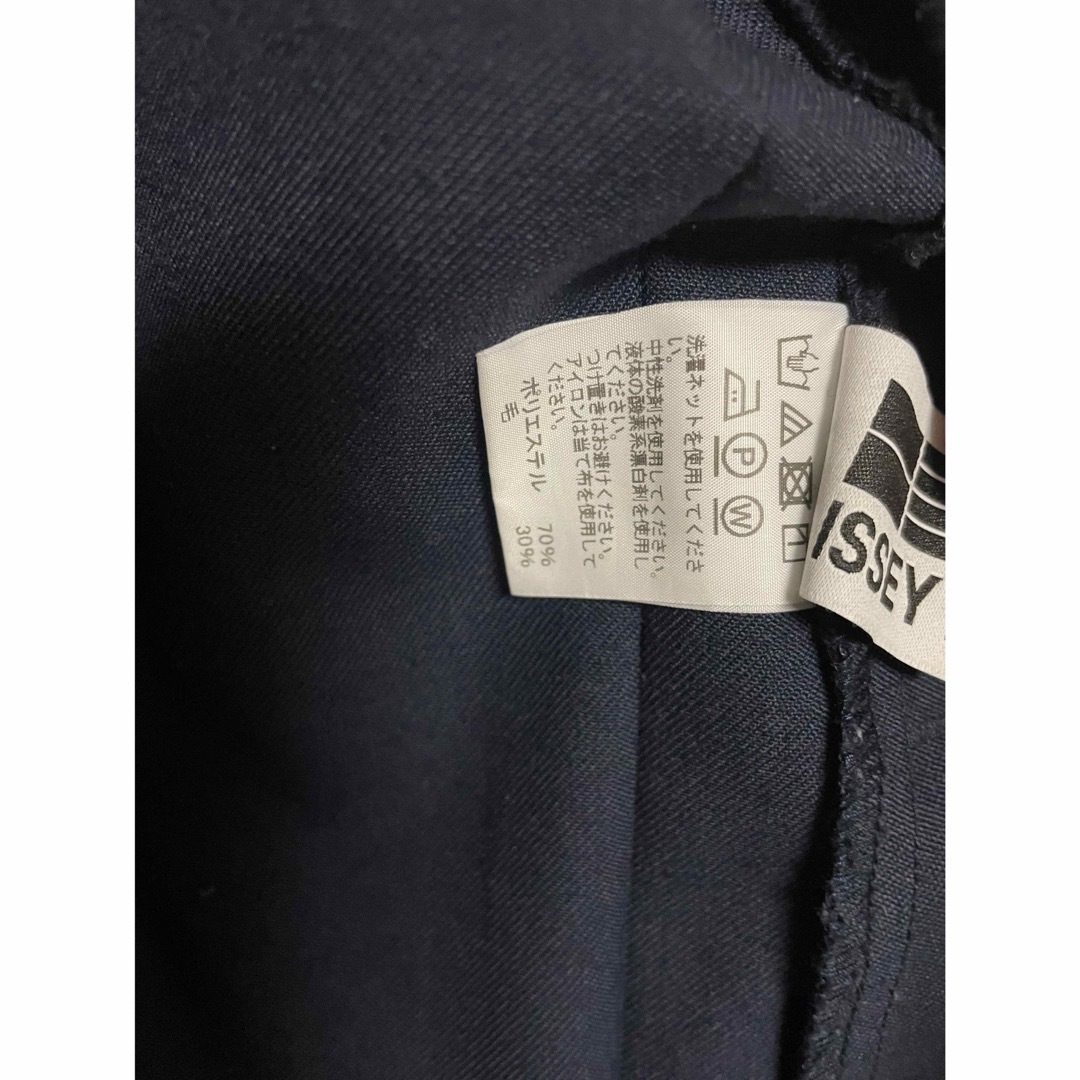 洗濯ネットを使用してくださ
い。
中性洗剤を使用してください。
液体の酸素系漂白剤を使用し
てください。
つけ置きはお避けください。
アイロンは当て布を使用して
ください。
ポリエステル 70%
毛 30%
P
W
ISSEY